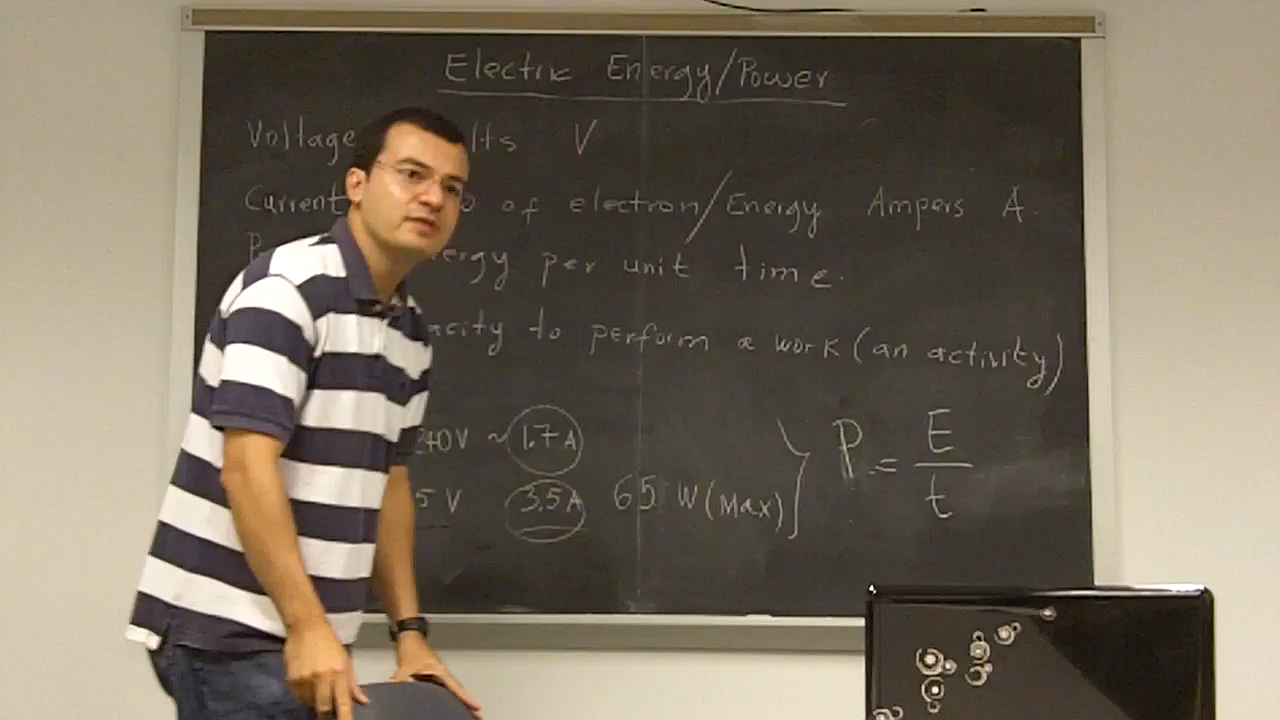 Electric Energy/Power
Voltage lts V
Current of electron/Energy Ampers A.
ergy per unit time.
acity to perform a work (an activity)
240V ~ 1.7 A
5 V 3.5A 65 W (Max)
P = E
t